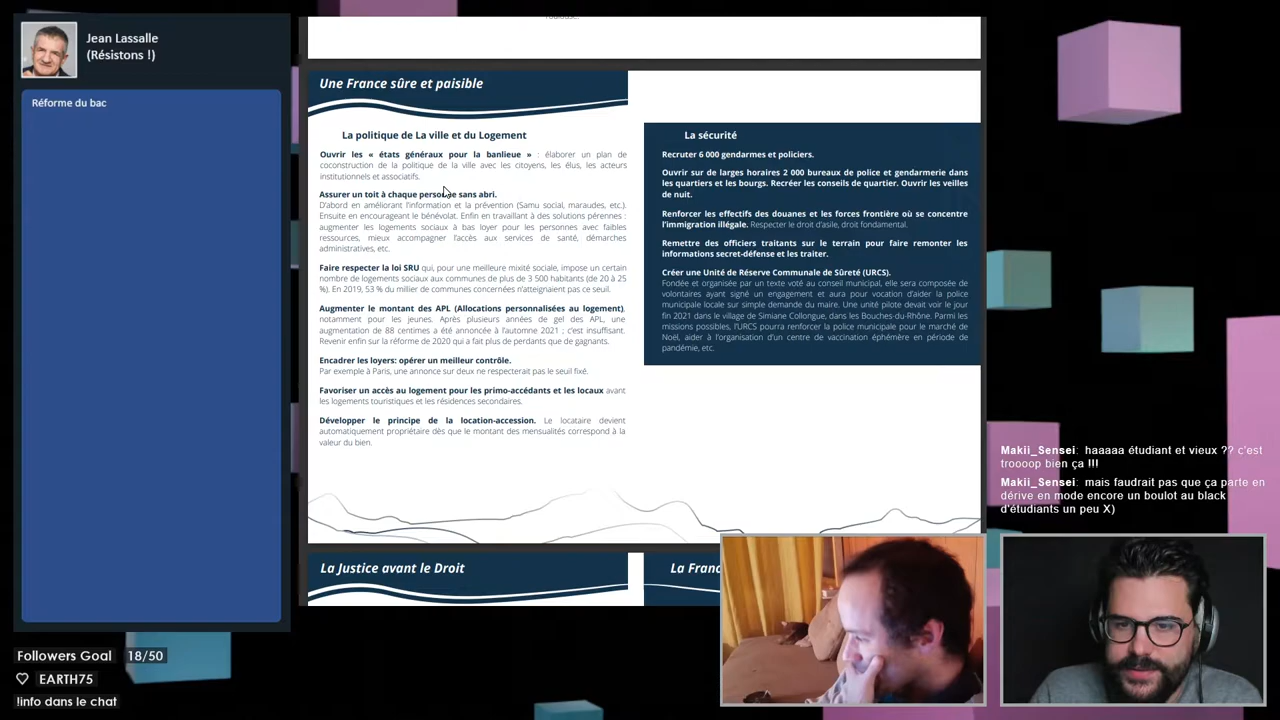 Jean Lassalle
(Résistons !)
Réforme du bac
Une France sûre et paisible
La politique de La ville et du Logement
Ouvrir les « états généraux pour la banlieue » : élaborer un plan de
coconstruction de la politique de la ville avec les citoyens, les élus, les acteurs
institutionnels et associatifs.
Assurer un toit à chaque personne sans abri.
D'abord en améliorant l'information et la prévention (Samu social, maraudes, etc.).
Ensuite en encourageant le bénévolat. Enfin en travaillant à des solutions pérennes :
augmenter les logements sociaux à bas loyer pour les personnes avec faibles
ressources, mieux accompagner l'accès aux services de santé, démarches
administratives, etc.
Faire respecter la loi SRU qui, pour une meilleure mixité sociale, impose un certain
nombre de logements sociaux aux communes de plus de 3 500 habitants (de 20 à 25
%). En 2019, 53 % du millier de communes concernées n'atteignaient pas ce seuil.
Augmenter le montant des APL (Allocations personnalisées au logement),
notamment pour les jeunes. Après plusieurs années de gel des APL, une
augmentation de 88 centimes a été annoncée à l'automne 2021 ; c'est insuffisant.
Revenir enfin sur la réforme de 2020 qui a fait plus de perdants que de gagnants.
Encadrer les loyers: opérer un meilleur contrôle.
Par exemple à Paris, une annonce sur deux ne respecterait pas le seuil fixé.
Favoriser un accès au logement pour les primo-accédants et les locaux avant
les logements touristiques et les résidences secondaires.
Développer le principe de la location-accession. Le locataire devient
automatiquement propriétaire dès que le montant des mensualités correspond à la
valeur du bien.
La sécurité
Recruter 6 000 gendarmes et policiers.
Ouvrir sur de larges horaires 2 000 bureaux de police et gendarmerie dans
les quartiers et les bourgs. Recréer les conseils de quartier. Ouvrir les veilles
de nuit.
Renforcer les effectifs des douanes et les forces frontière où se concentre
l'immigration illégale. Respecter le droit d'asile, droit fondamental.
Remettre des officiers traitants sur le terrain pour faire remonter les
informations secret-défense et les traiter.
Créer une Unité de Réserve Communale de Sûreté (URCS).
Fondée et organisée par un texte voté au conseil municipal, elle sera composée de
volontaires ayant signé un engagement et aura pour vocation d'aider la police
municipale locale sur simple demande du maire. Une unité pilote devait voir le jour
fin 2021 dans le village de Simiane Collongue, dans les Bouches-du-Rhône. Parmi les
missions possibles, l'URCS pourra renforcer la police municipale pour le marché de
Noël, aider à l'organisation d'un centre de vaccination éphémère en période de
pandémie, etc.
La Justice avant le Droit
La Franc
Makii_Sensei: haaaaa étudiant et vieux ?? c'est
troooop bien ça !!!
Makii_Sensei: mais faudrait pas que ça parte en
dérive en mode encore un boulot au black
d'étudiants un peu X)
Followers Goal 18/50
EARTH75
!info dans le chat